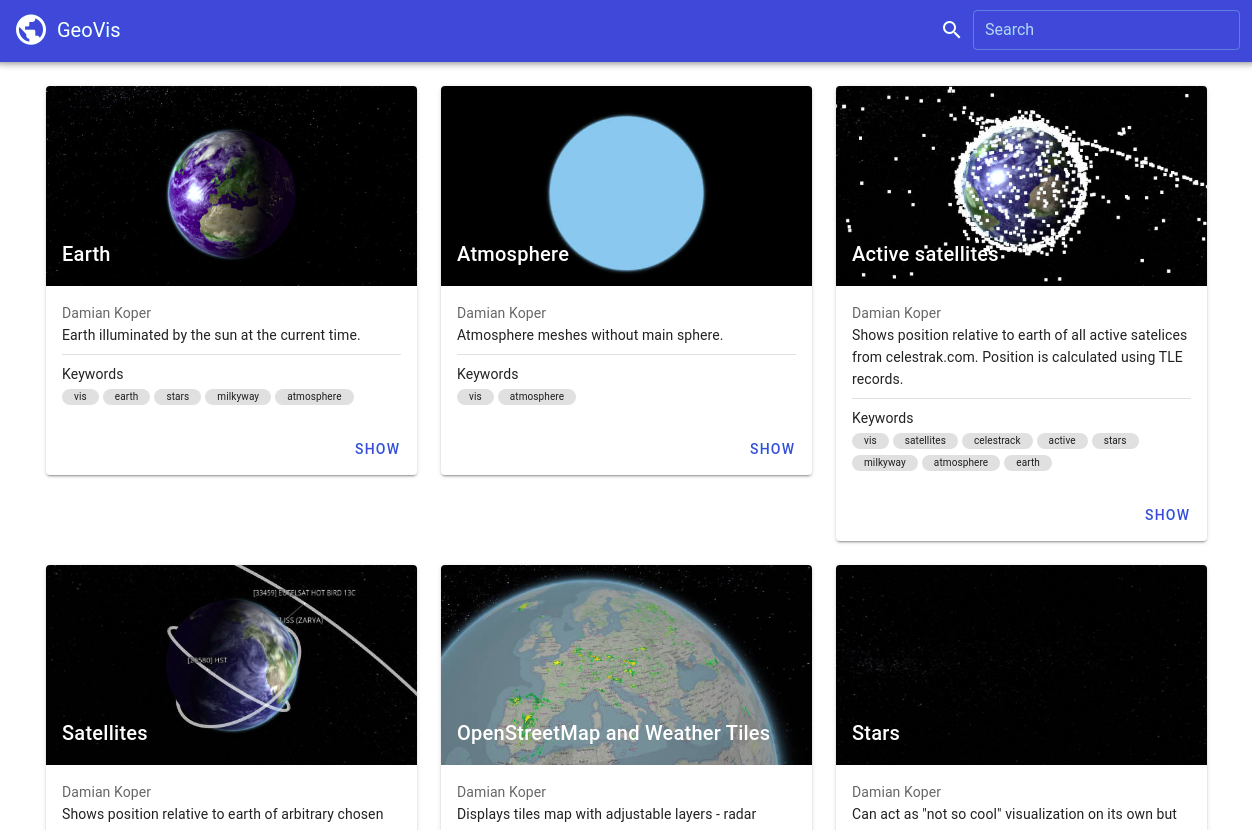 GeoVis
Search
Earth
Damian Koper
Earth illuminated by the sun at the current time.
Keywords
vis earth stars milkyway atmosphere
SHOW
Atmosphere
Damian Koper
Atmosphere meshes without main sphere.
Keywords
vis atmosphere
SHOW
Active satellites
Damian Koper
Shows position relative to earth of all active satelices
from celestrak.com. Position is calculated using TLE
records.
Keywords
vis satellites celestrack active stars
milkyway atmosphere earth
SHOW
[33459] EUTELSAT HOT BIRD 13C
ISS (ZARYA)
HST
Satellites
Damian Koper
Shows position relative to earth of arbitrary chosen
OpenStreetMap and Weather Tiles
Damian Koper
Displays tiles map with adjustable layers - radar
Stars
Damian Koper
Can act as "not so cool" visualization on its own but